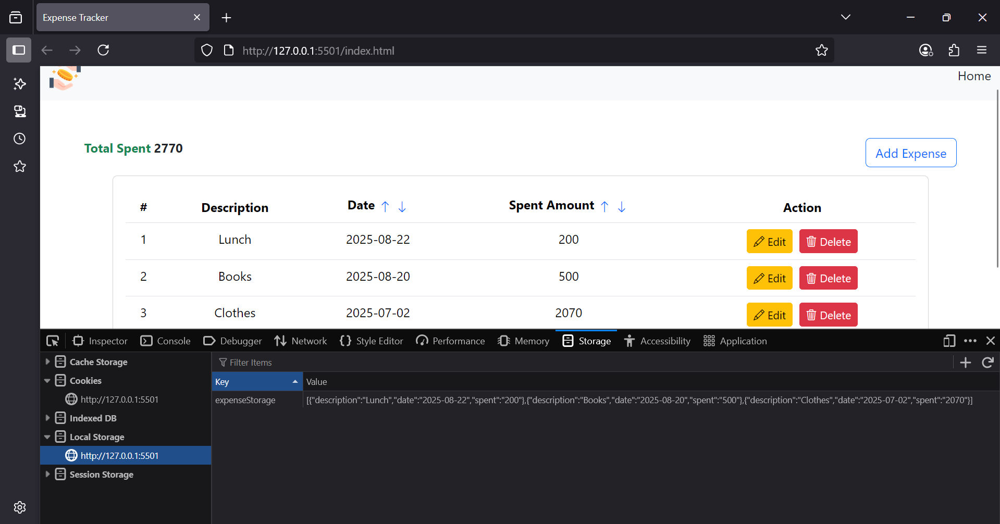 Expense Tracker
http://127.0.0.1:5501/index.html
Home
Total Spent 2770
Add Expense
# Description Date Spent Amount Action
1 Lunch 2025-08-22 200 Edit Delete
2 Books 2025-08-20 500 Edit Delete
3 Clothes 2025-07-02 2070 Edit Delete
Inspector Console Debugger Network Style Editor Performance Memory Storage Accessibility Application
Cache Storage
Cookies
http://127.0.0.1:5501
Indexed DB
Local Storage
http://127.0.0.1:5501
Session Storage
Filter Items
Key Value
expenseStorage [{"description":"Lunch","date":"2025-08-22","spent":"200"},{"description":"Books","date":"2025-08-20","spent":"500"},{"description":"Clothes","date":"2025-07-02","spent":"2070"}]